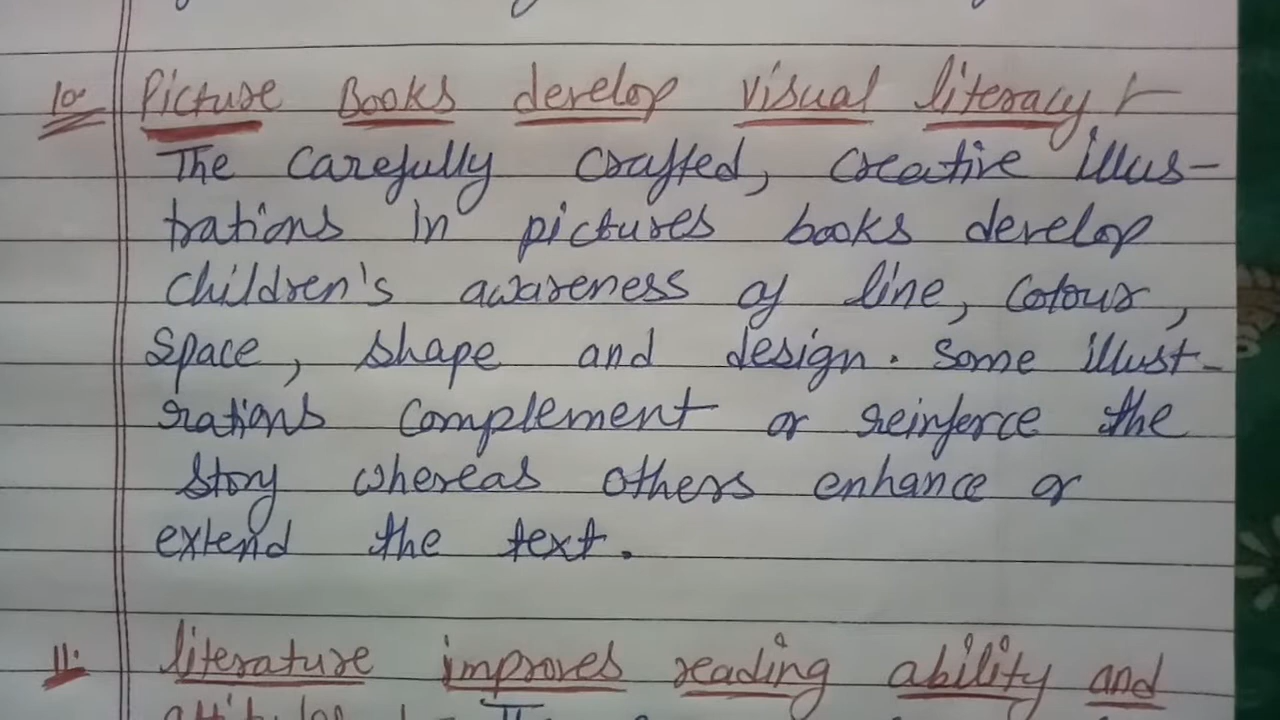 10. Picture Books develop visual literacy :-
The carefully crafted, creative illus-
trations in pictures books develop
children's awareness of line, colour,
space, shape and design. Some illust-
rations complement or reinforce the
story whereas others enhance or
extend the text.
11. literature improves reading ability and